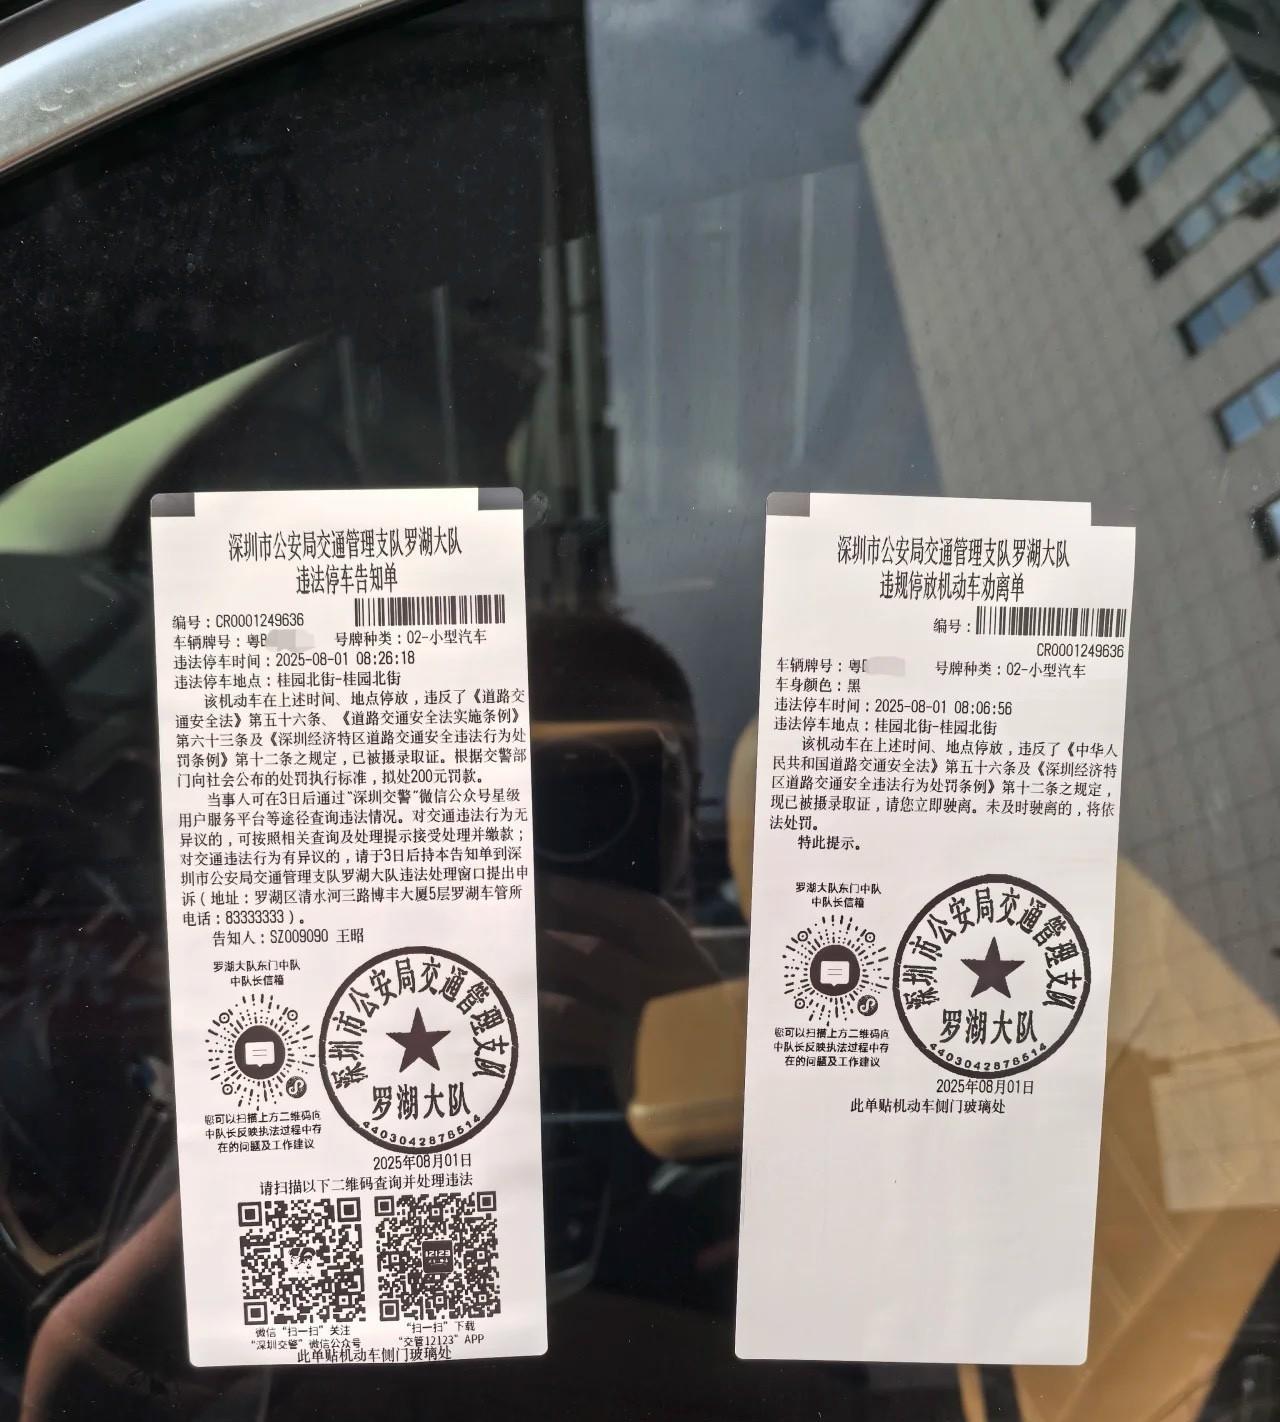 深圳市公安局交通管理支队罗湖大队
违法停车告知单
编号：CR0001249636
车辆牌号：粤B 号牌种类：02-小型汽车
违法停车时间：2025-08-01 08:26:18
违法停车地点：桂园北街-桂园北街
该机动车在上述时间、地点停放，违反了《道路交
通安全法》第五十六条、《道路交通安全法实施条例》
第六十三条及《深圳经济特区道路交通安全违法行为处
罚条例》第十二条之规定，已被摄录取证。根据交警部
门向社会公布的处罚执行标准，拟处200元罚款。
当事人可在3日后通过“深圳交警”微信公众号星级
用户服务平台等途径查询违法情况。对交通违法行为无
异议的，可按照相关查询及处理提示接受处理并缴款；
对交通违法行为有异议的，请于3日后持本告知单到深
圳市公安局交通管理支队罗湖大队违法处理窗口提出申
诉（地址：罗湖区清水河三路博丰大厦5层罗湖车管所
电话：83333333）。
告知人：SZ009090 王昭
罗湖大队东门中队
中队长信箱
您可以扫描上方二维码向
中队长反映执法过程中存
在的问题及工作建议
深圳市公安局交通管理支队
罗湖大队
4403042878514
2025年08月01日
请扫描以下二维码查询并处理违法
微信“扫一扫”关注
“深圳交警”微信公众号
“扫一扫”下载
“交管12123”APP
此单贴机动车侧门玻璃处
深圳市公安局交通管理支队罗湖大队
违规停放机动车劝离单
编号：
CR0001249636
车辆牌号：粤 号牌种类：02-小型汽车
车身颜色：黑
违法停车时间：2025-08-01 08:06:56
违法停车地点：桂园北街-桂园北街
该机动车在上述时间、地点停放，违反了《中华人
民共和国道路交通安全法》第五十六条及《深圳经济特
区道路交通安全违法行为处罚条例》第十二条之规定，
现已被摄录取证，请您立即驶离。未及时驶离的，将依
法处罚。
特此提示。
罗湖大队东门中队
中队长信箱
您可以扫描上方二维码向
中队长反映执法过程中存
在的问题及工作建议
深圳市公安局交通管理支队
罗湖大队
4403042878514
2025年08月01日
此单贴机动车侧门玻璃处